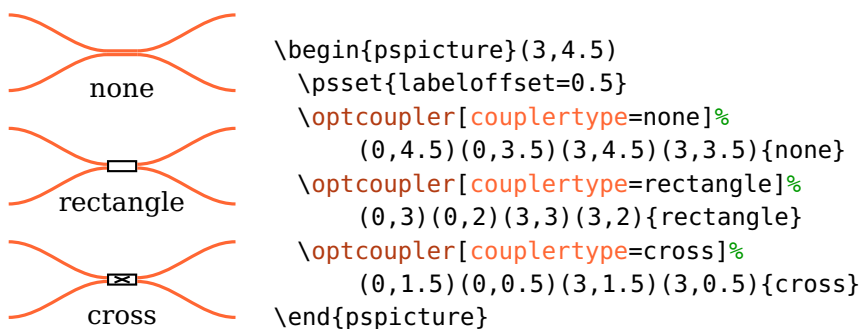 none
rectangle
cross
\begin{pspicture}(3,4.5)
  \psset{labeloffset=0.5}
  \optcoupler[couplertype=none]%
      (0,4.5)(0,3.5)(3,4.5)(3,3.5){none}
  \optcoupler[couplertype=rectangle]%
      (0,3)(0,2)(3,3)(3,2){rectangle}
  \optcoupler[couplertype=cross]%
      (0,1.5)(0,0.5)(3,1.5)(3,0.5){cross}
\end{pspicture}